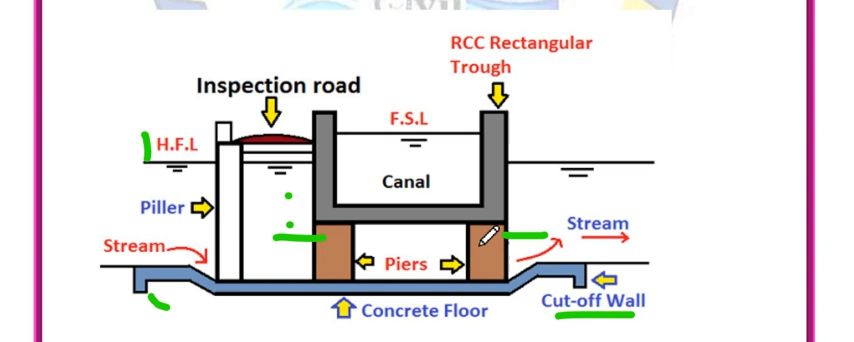 RCC Rectangular
Trough
Inspection road
F.S.L
H.F.L
Canal
Piller
Stream
Stream
Piers
Cut-off Wall
Concrete Floor